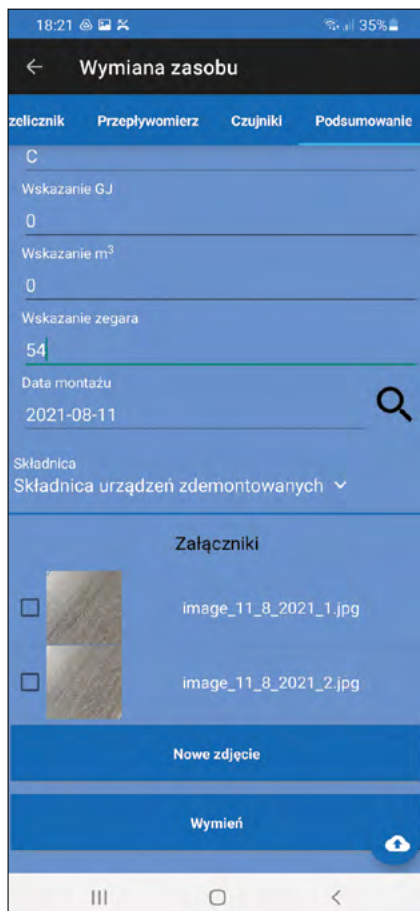 18:21 35%
Wymiana zasobu
zelicznik Przepływomierz Czujniki Podsumowanie
C
Wskazanie GJ
0
Wskazanie m³
0
Wskazanie zegara
54
Data montażu
2021-08-11
Składnica
Składnica urządzeń zdemontowanych
Załączniki
image_11_8_2021_1.jpg
image_11_8_2021_2.jpg
Nowe zdjęcie
Wymień